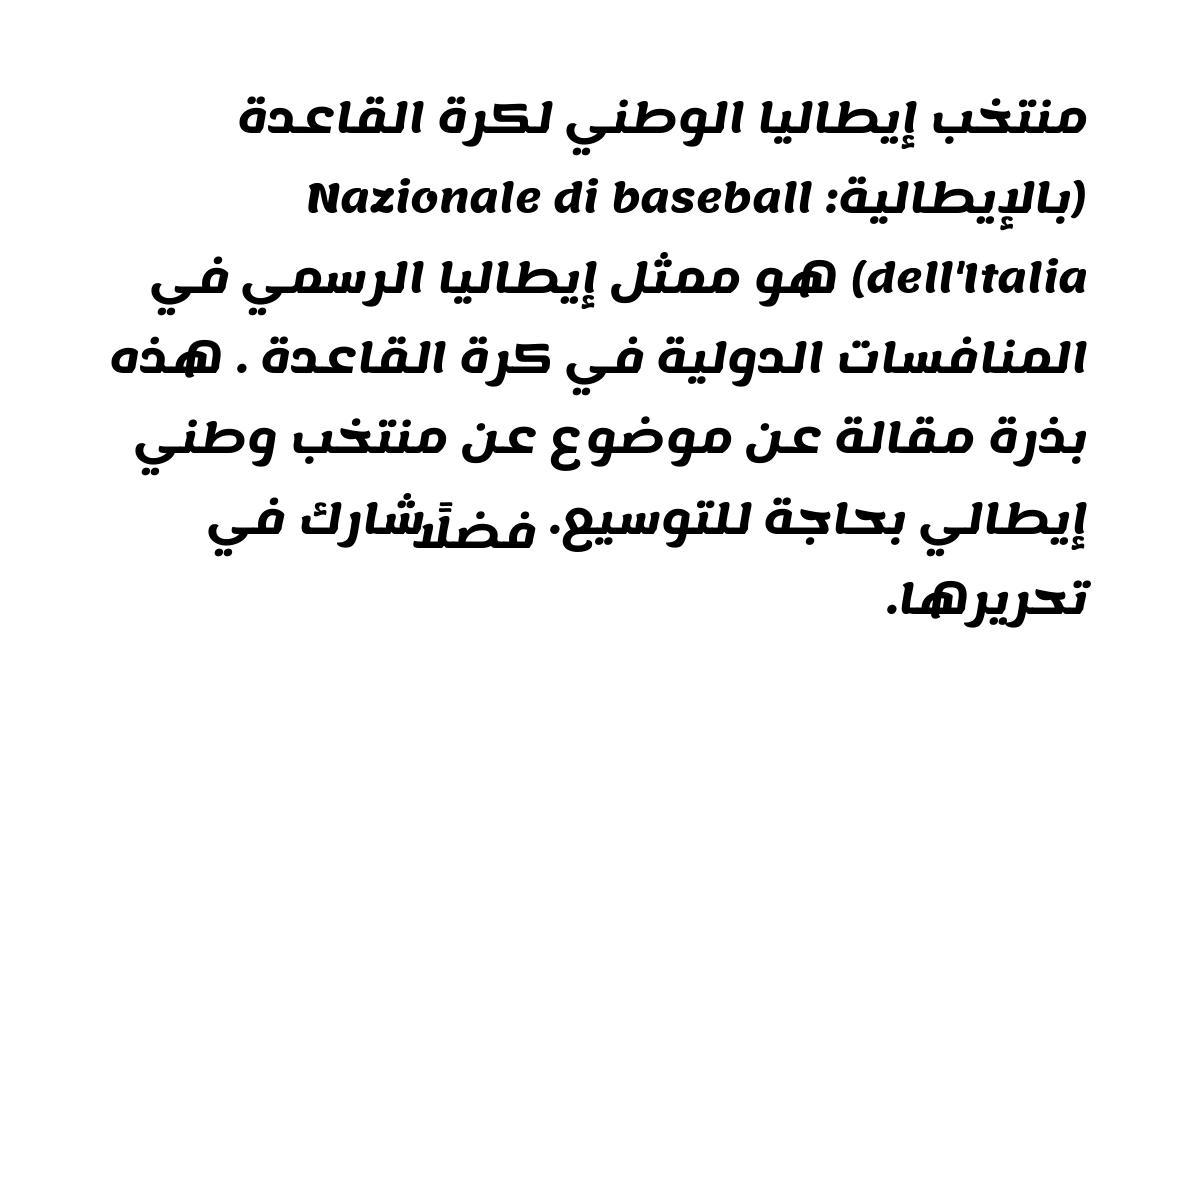 منتخب إيطاليا الوطني لكرة القاعدة
(بالإيطالية: Nazionale di baseball
dell'Italia) هو ممثل إيطاليا الرسمي في
المنافسات الدولية في كرة القاعدة . هذه
بذرة مقالة عن موضوع عن منتخب وطني
إيطالي بحاجة للتوسيع. فضلًا شارك في
تحريرها.